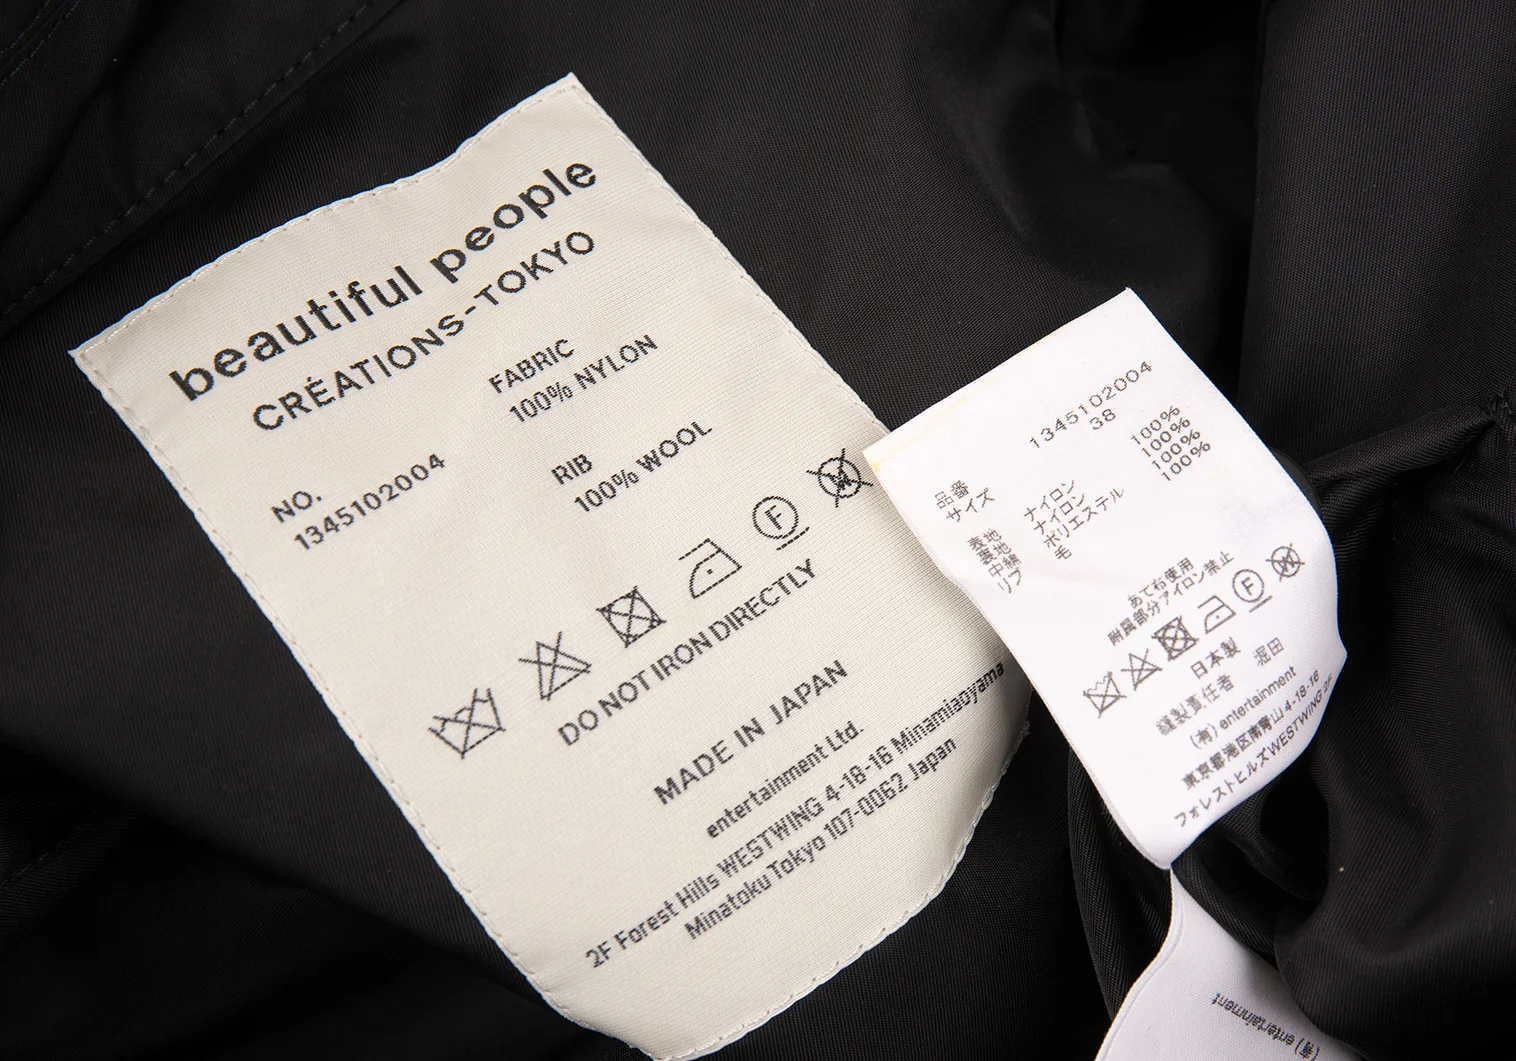 beautiful people
CRÉATIONS-TOKYO
NO.
1345102004
FABRIC
100% NYLON
RIB
100% WOOL
F
W
DO NOT IRON DIRECTLY
MADE IN JAPAN
entertainment Ltd.
2F Forest Hills WESTWING 4-18-16 Minamiaoyama
Minatoku Tokyo 107-0062 Japan
品番 1345102004
サイズ 38
表地 ナイロン 100%
裏地 ナイロン 100%
中綿 ポリエステル 100%
リブ 毛 100%
あて布使用
附属部分アイロン禁止
F
W
日本製
縫製責任者 堀田
(有) entertainment
東京都港区南青山 4-18-16
フォレストヒルズWESTWING 2F
(有) entertainment